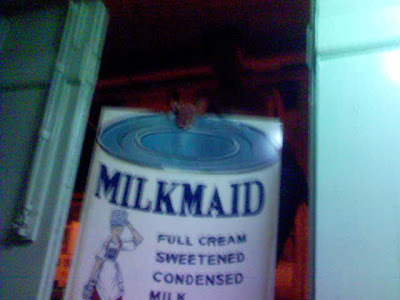 MILKMAID
FULL CREAM
SWEETENED
CONDENSED
MILK